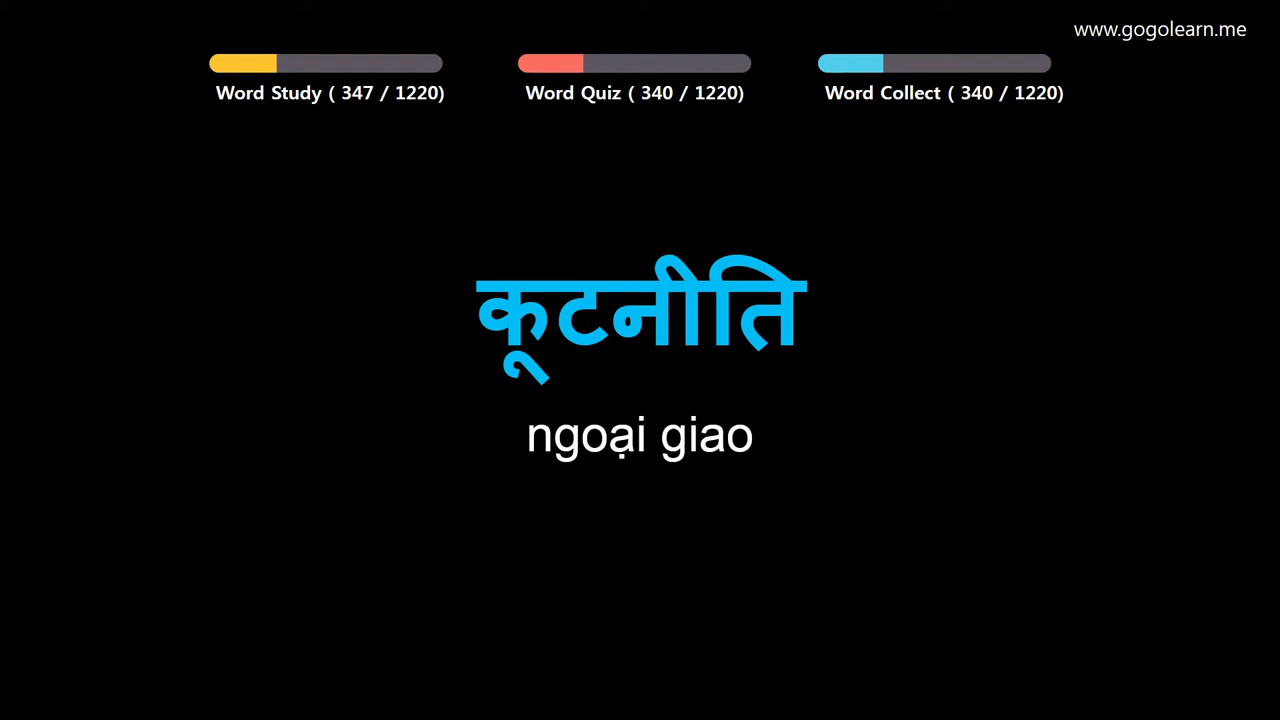 www.gogolearn.me
Word Study ( 347 / 1220)
Word Quiz ( 340 / 1220)
Word Collect ( 340 / 1220)
कूटनीति
ngoại giao